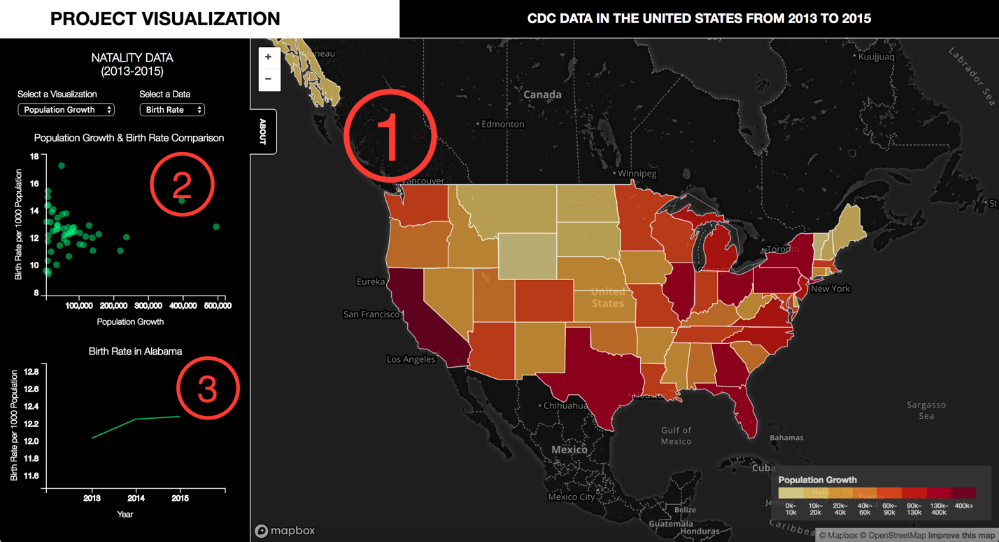 PROJECT VISUALIZATION
CDC DATA IN THE UNITED STATES FROM 2013 TO 2015
NATALITY DATA
(2013-2015)
Select a Visualization
Select a Data
Population Growth
Birth Rate
Population Growth & Birth Rate Comparison
18
16
14
12
10
8
Birth Rate per 1000 Population
100,000
200,000
300,000
400,000
500,000
Population Growth
2
Birth Rate in Alabama
12.8
12.6
12.4
12.2
12.0
11.8
11.6
Birth Rate per 1000 Population
2013
2014
2015
Year
3
+
−
ABOUT
1
Juneau
Canada
Edmonton
Kuujjuaq
Labrador Sea
Winnipeg
Vancouver
Toronto
Chicago
New York
Eureka
United
States
San Francisco
Los Angeles
Houston
Chihuahua
Gulf of
Mexico
Sargasso
Sea
Bahamas
Mexico
Cuba
Mexico City
Belize
Guatemala
Honduras
Haiti
Puerto
St
Population Growth
0k–
10k
10k–
20k
20k–
40k
40k–
60k
60k–
90k
90k–
130k
130k–
400k
400k+
mapbox
© Mapbox © OpenStreetMap Improve this map